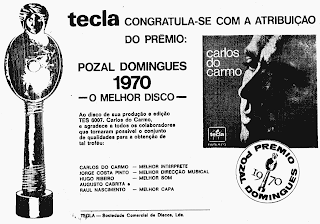 tecla CONGRATULA-SE COM A ATRIBUIÇÃO
DO PRÉMIO:
POZAL DOMINGUES
1970
—O MELHOR DISCO—
Ao disco de sua produção e edição
TES 6007, Carlos do Carmo,
e agradece a todos os colaboradores
que tornaram possível o conjunto
de qualidades para a obtenção de
tal troféu:
CARLOS DO CARMO — MELHOR INTERPRETE
JORGE COSTA PINTO — MELHOR DIRECÇÃO MUSICAL
HUGO RIBEIRO — MELHOR SOM
AUGUSTO CABRITA e
RAUL NASCIMENTO — MELHOR CAPA
TECLA — Sociedade Comercial de Discos, Lda.
carlos
do
carmo
tecla
PRÉMIO
POZAL DOMINGUES
1970